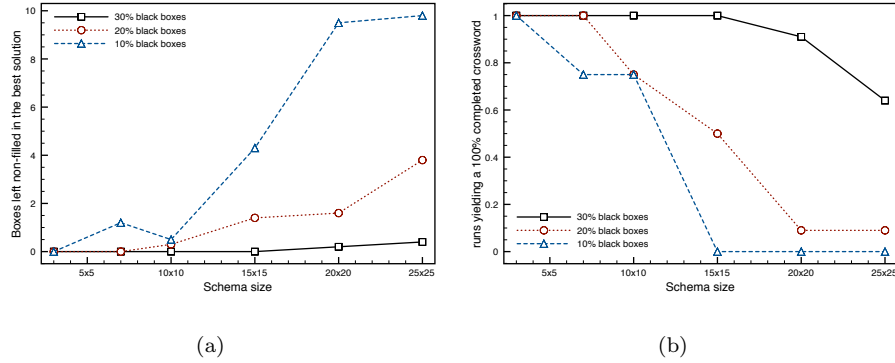 Boxes left non-filled in the best solution
10
8
6
4
2
0
30% black boxes
20% black boxes
10% black boxes
5x5
10x10
15x15
20x20
25x25
Schema size
(a)
runs yielding a 100% completed crossword
1
0.8
0.6
0.4
0.2
0
30% black boxes
20% black boxes
10% black boxes
5x5
10x10
15x15
20x20
25x25
Schema size
(b)